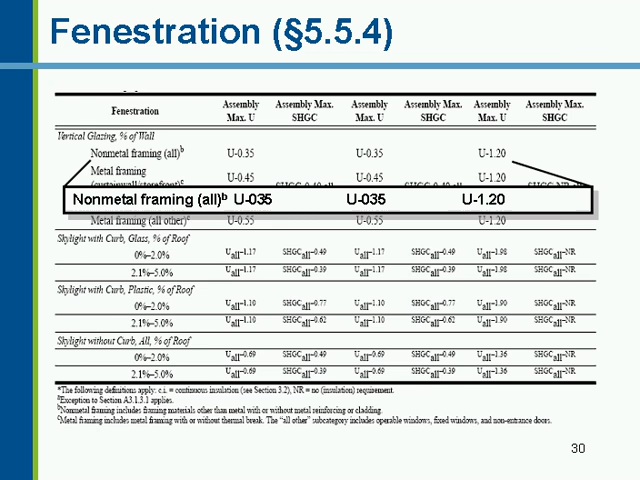 Fenestration (§5.5.4)
Fenestration Assembly Max. U Assembly Max. SHGC Assembly Max. U Assembly Max. SHGC Assembly Max. U Assembly Max. SHGC
Vertical Glazing, % of Wall
Nonmetal framing (all)b U-0.35 U-0.35 U-1.20
Metal framing U-0.45 U-0.45 U-1.20
(curtainwall/storefront)c
Nonmetal framing (all)b U-035 U-035 U-1.20
Metal framing (all other)c U-0.55 U-0.55 U-1.20
Skylight with Curb, Glass, % of Roof
0%–2.0% Uall–1.17 SHGCall–0.49 Uall–1.17 SHGCall–0.49 Uall–1.98 SHGCall–NR
2.1%–5.0% Uall–1.17 SHGCall–0.39 Uall–1.17 SHGCall–0.39 Uall–1.98 SHGCall–NR
Skylight with Curb, Plastic, % of Roof
0%–2.0% Uall–1.10 SHGCall–0.77 Uall–1.10 SHGCall–0.77 Uall–1.90 SHGCall–NR
2.1%–5.0% Uall–1.10 SHGCall–0.62 Uall–1.10 SHGCall–0.62 Uall–1.90 SHGCall–NR
Skylight without Curb, All, % of Roof
0%–2.0% Uall–0.69 SHGCall–0.49 Uall–0.69 SHGCall–0.49 Uall–1.36 SHGCall–NR
2.1%–5.0% Uall–0.69 SHGCall–0.39 Uall–0.69 SHGCall–0.39 Uall–1.36 SHGCall–NR
*The following definitions apply: c.i. = continuous insulation (see Section 3.2), NR = no (insulation) requirement.
aException to Section A3.1.3.1 applies.
bNonmetal framing includes framing materials other than metal with or without metal reinforcing or cladding.
cMetal framing includes metal framing with or without thermal break. The "all other" subcategory includes operable windows, fixed windows, and non-entrance doors.
30